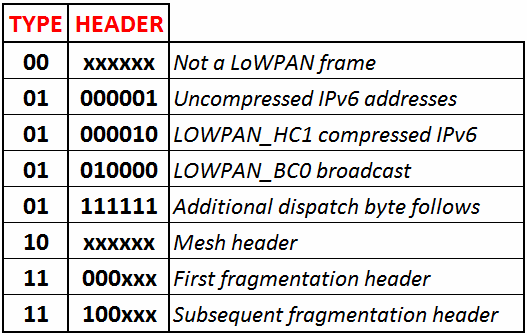 TYPE HEADER
00 xxxxxx Not a LoWPAN frame
01 000001 Uncompressed IPv6 addresses
01 000010 LOWPAN_HC1 compressed IPv6
01 010000 LOWPAN_BC0 broadcast
01 111111 Additional dispatch byte follows
10 xxxxxx Mesh header
11 000xxx First fragmentation header
11 100xxx Subsequent fragmentation header